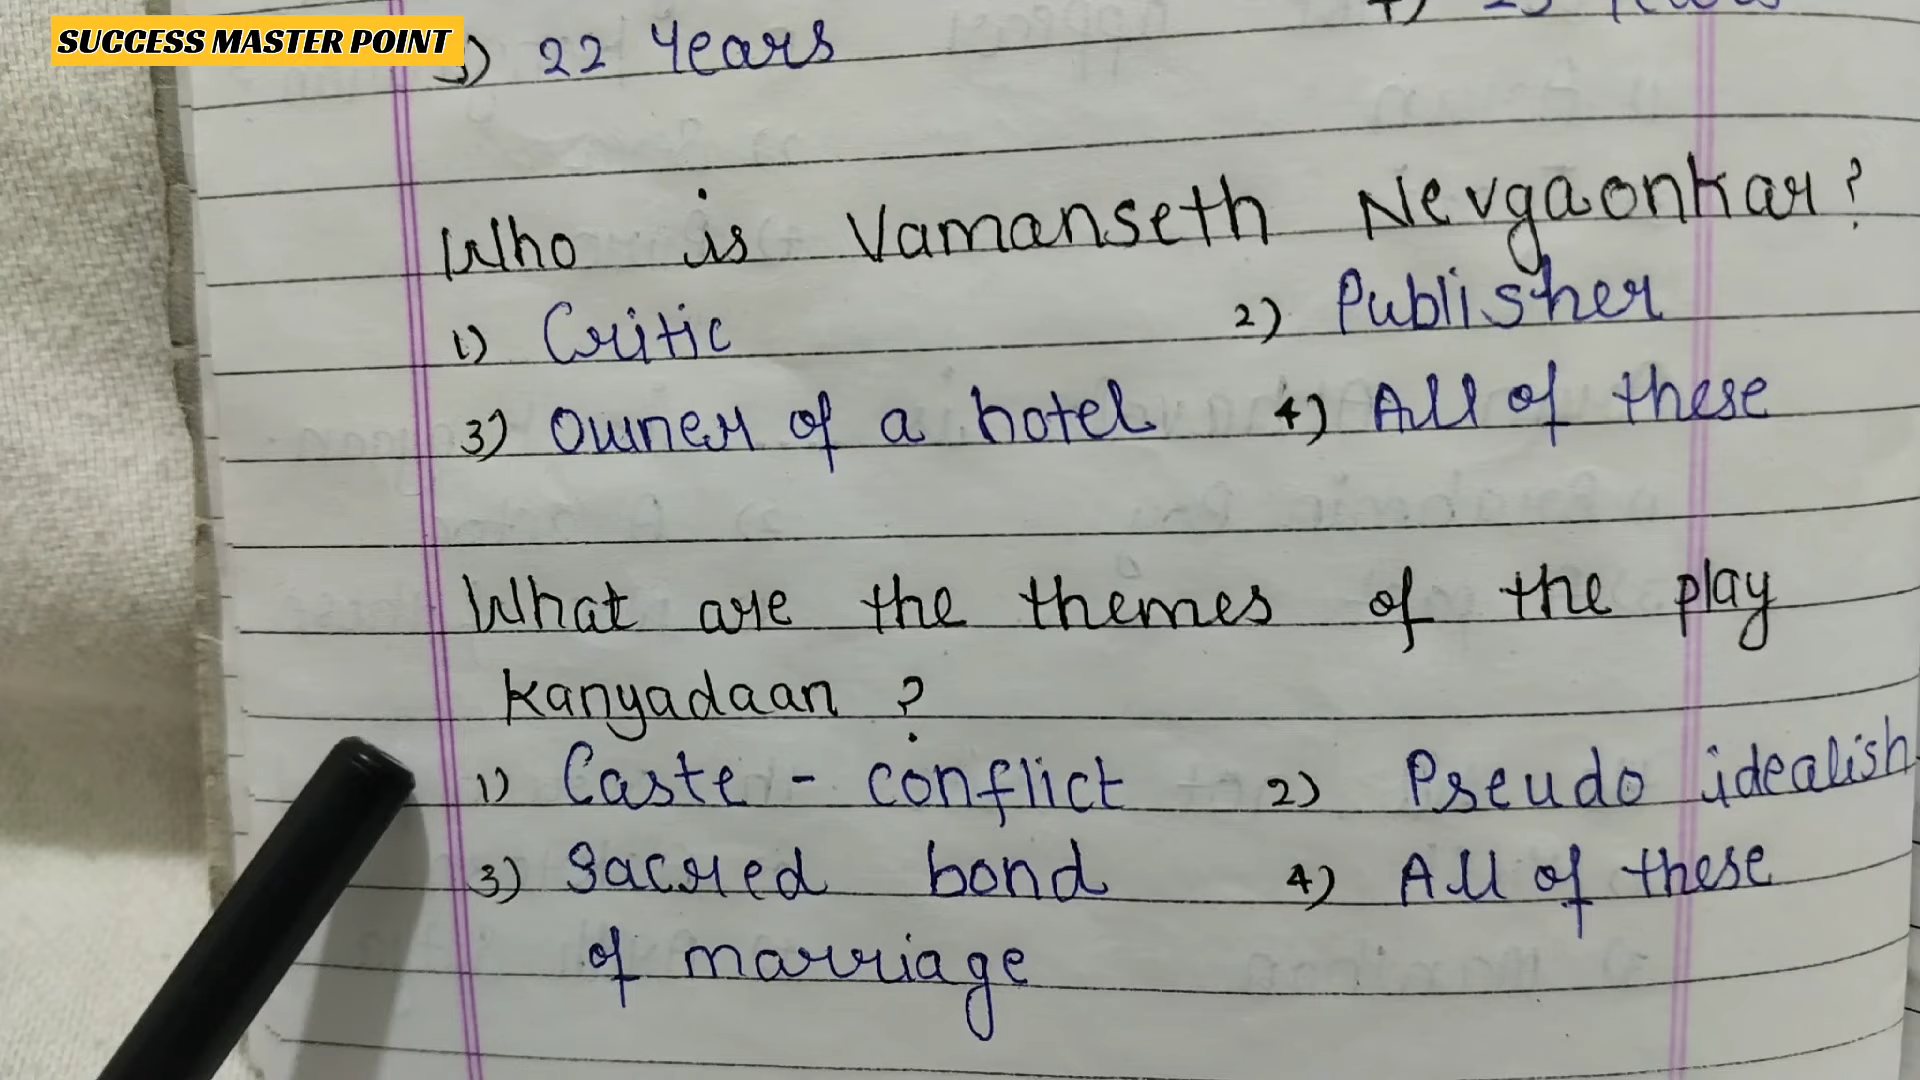 SUCCESS MASTER POINT
3) 22 Years
Who is Vamanseth Nevgaonkar?
1) Critic 2) Publisher
3) Owner of a hotel 4) All of these
What are the themes of the play
Kanyadaan ?
1) Caste - conflict 2) Pseudo idealish
3) Sacred bond 4) All of these
of marriage